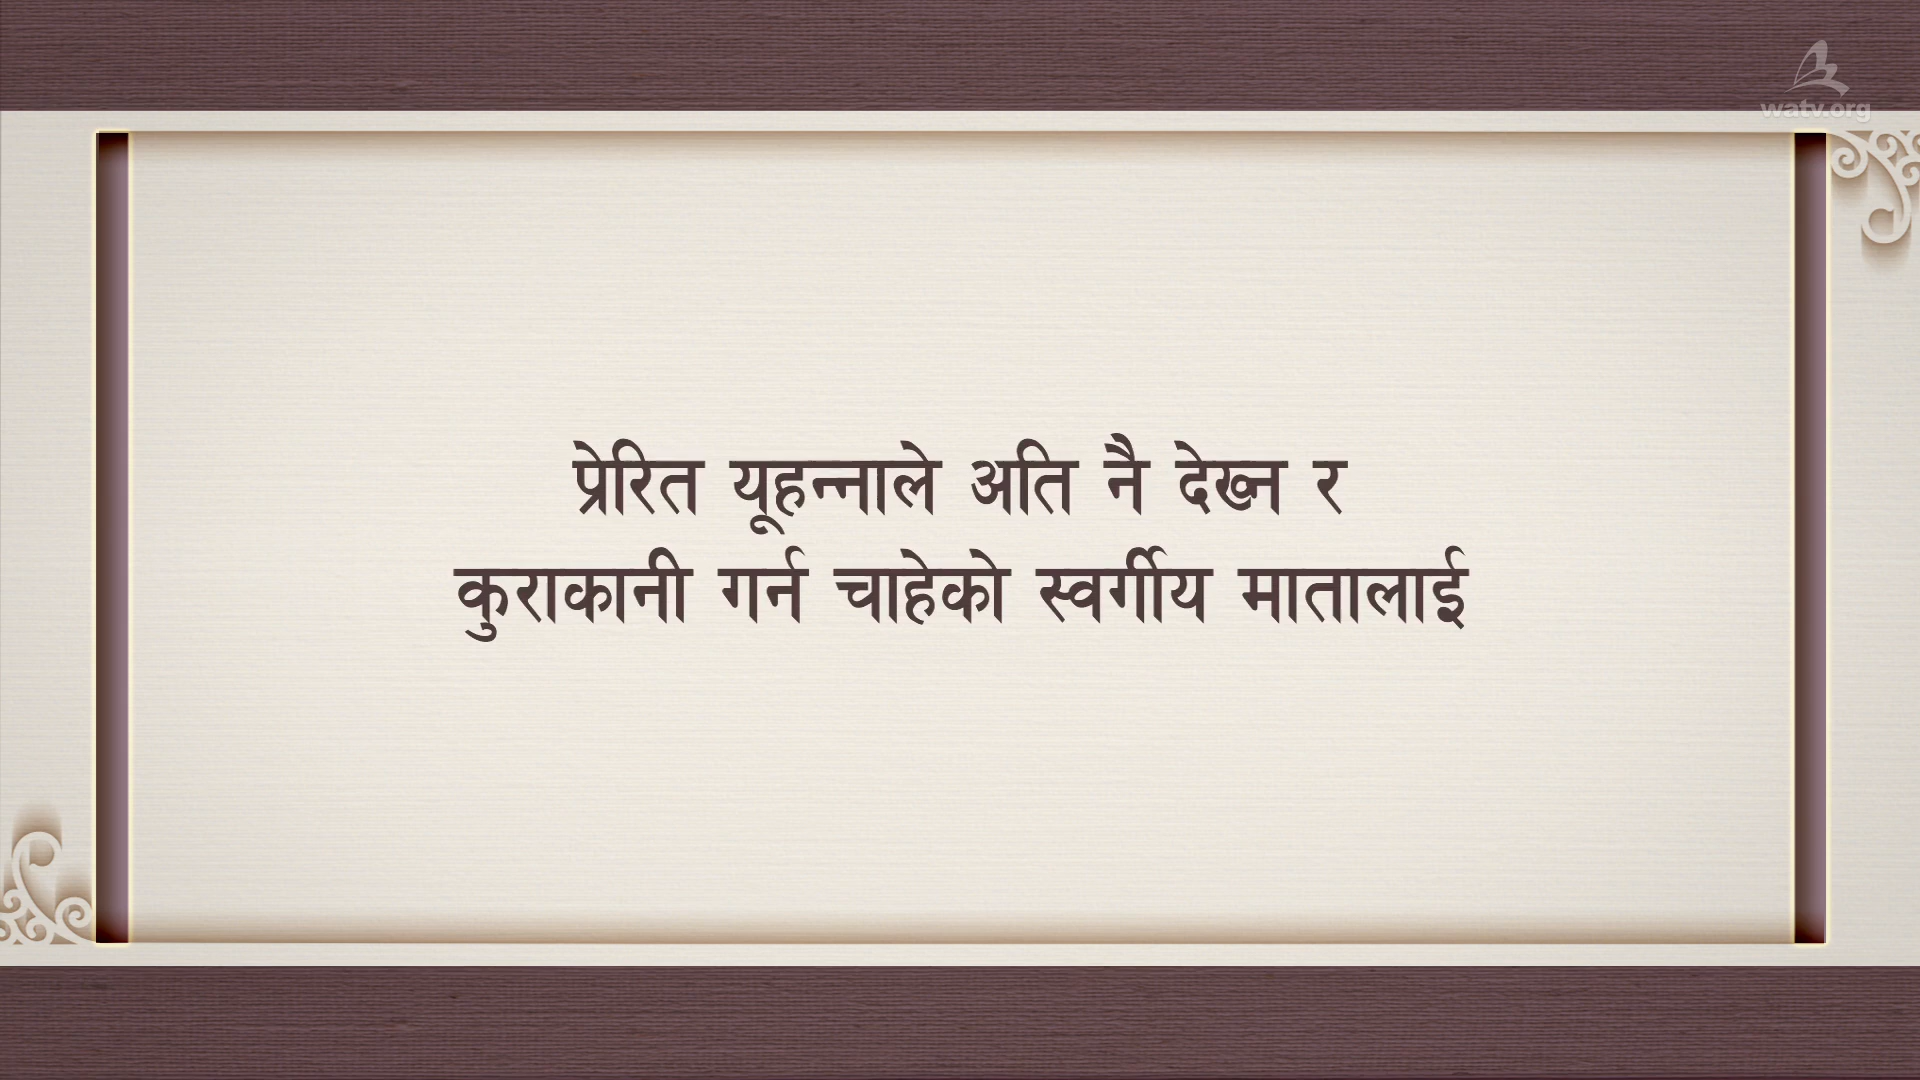 watv.org
प्रेरित यूहन्नाले अति नै देख्न र
कुराकानी गर्न चाहेको स्वर्गीय मातालाई